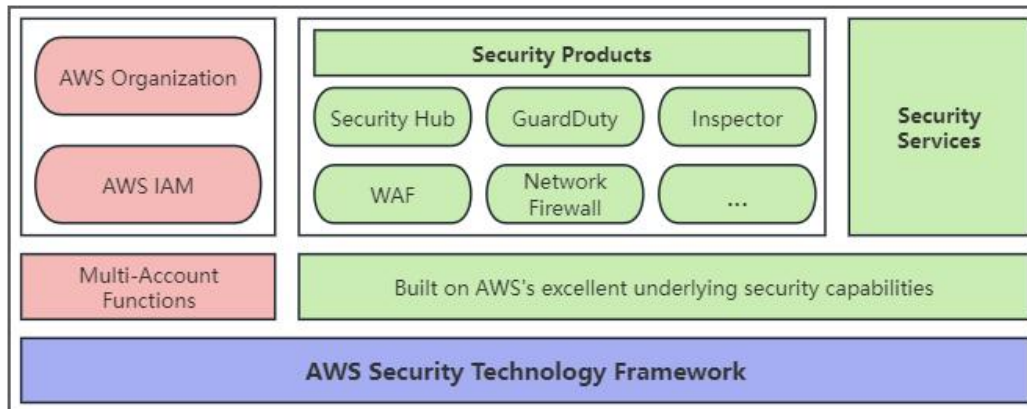 AWS Organization
AWS IAM
Security Products
Security Hub
GuardDuty
Inspector
WAF
Network
Firewall
...
Security
Services
Multi-Account
Functions
Built on AWS's excellent underlying security capabilities
AWS Security Technology Framework